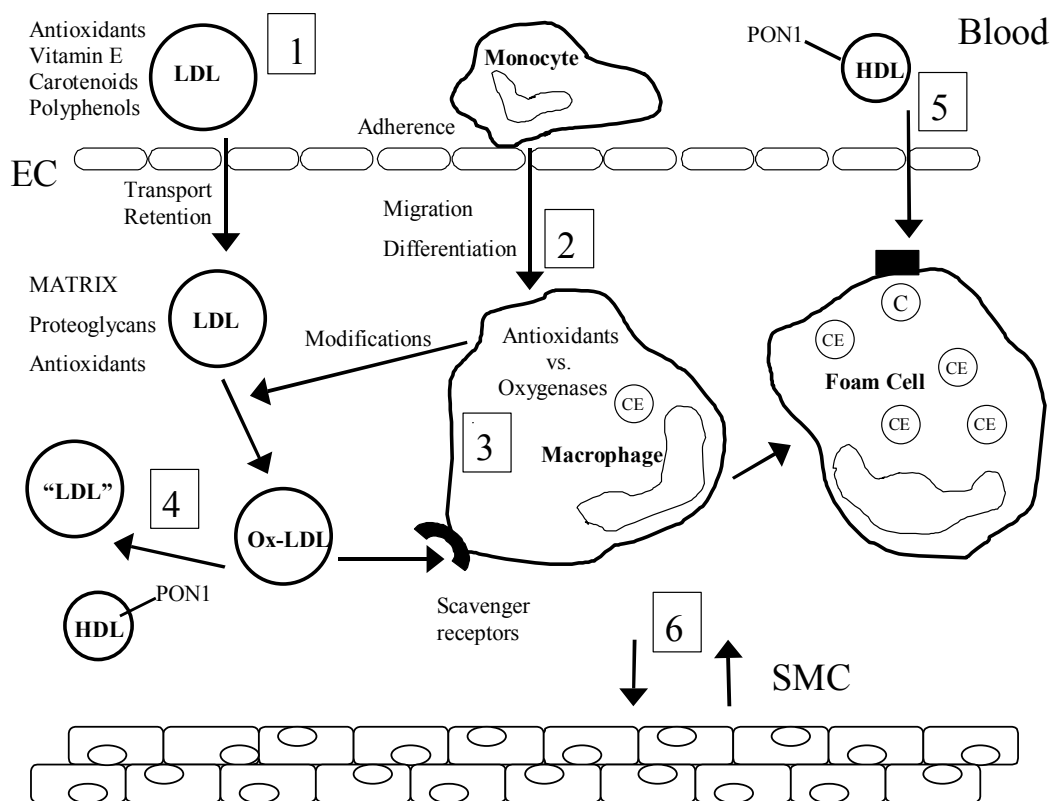 Antioxidants
Vitamin E
Carotenoids
Polyphenols
LDL
1
Monocyte
Adherence
PON1
HDL
Blood
5
EC
Transport
Retention
Migration
Differentiation
2
MATRIX
Proteoglycans
Antioxidants
LDL
Modifications
Antioxidants
vs.
Oxygenases
CE
3
Macrophage
C
CE
CE
Foam Cell
CE
CE
“LDL”
4
Ox-LDL
PON1
HDL
Scavenger
receptors
6
SMC